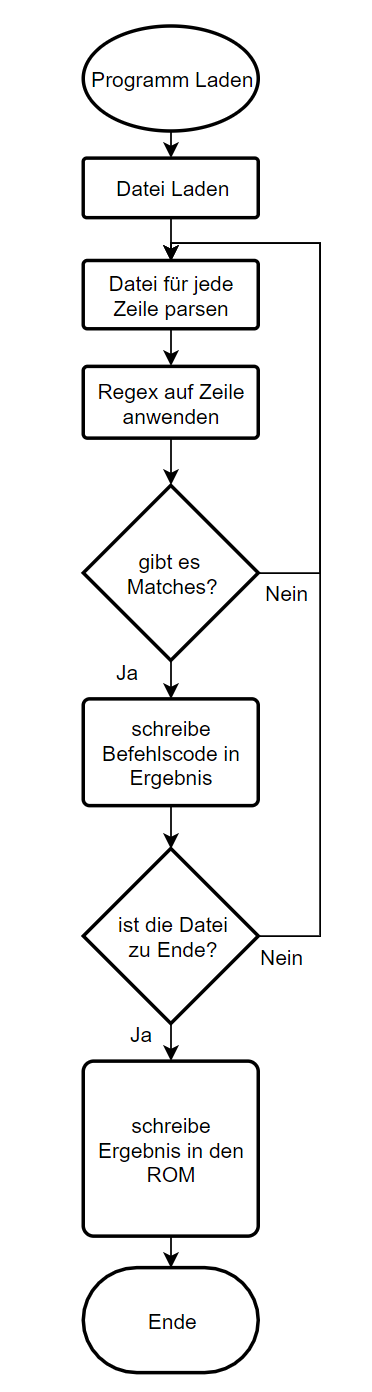 Programm Laden
Datei Laden
Datei für jede
Zeile parsen
Regex auf Zeile
anwenden
gibt es
Matches?
Nein
Ja
schreibe
Befehlscode in
Ergebnis
ist die Datei
zu Ende?
Nein
Ja
schreibe
Ergebnis in den
ROM
Ende